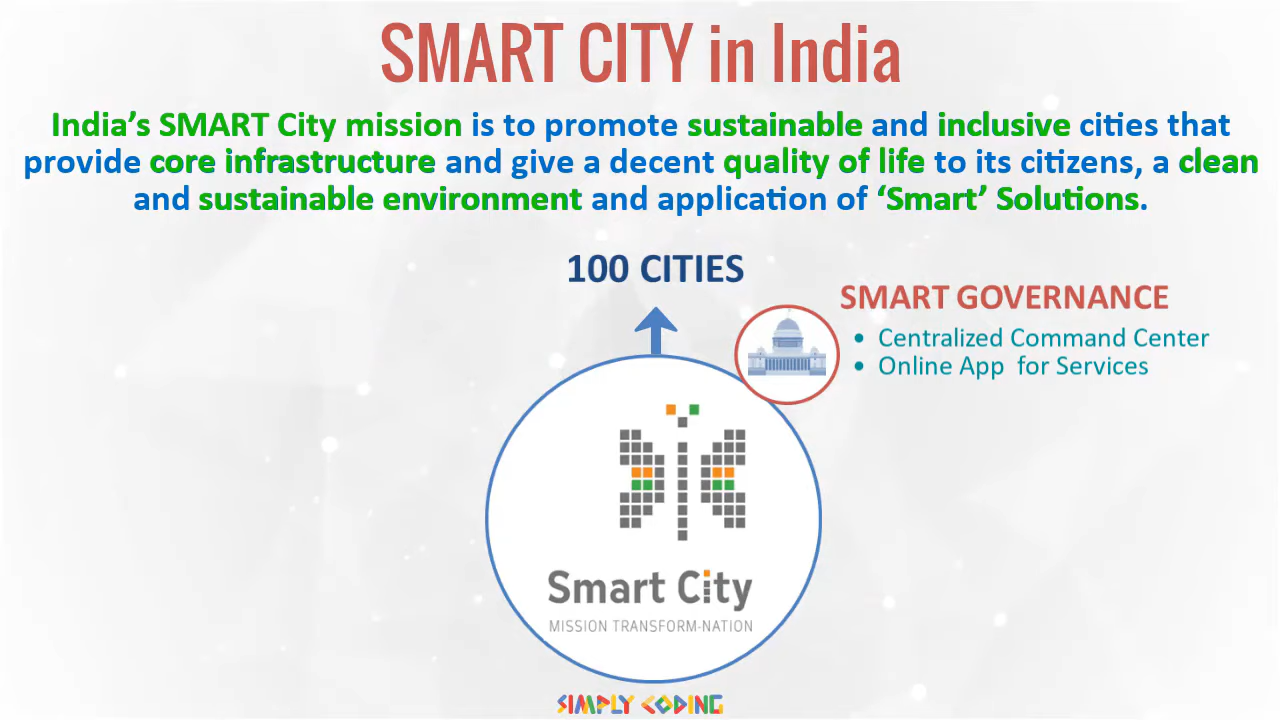 SMART CITY in India
India's SMART City mission is to promote sustainable and inclusive cities that
provide core infrastructure and give a decent quality of life to its citizens, a clean
and sustainable environment and application of ‘Smart’ Solutions.
100 CITIES
SMART GOVERNANCE
• Centralized Command Center
• Online App for Services
Smart City
MISSION TRANSFORM-NATION
SIMPLY CODING